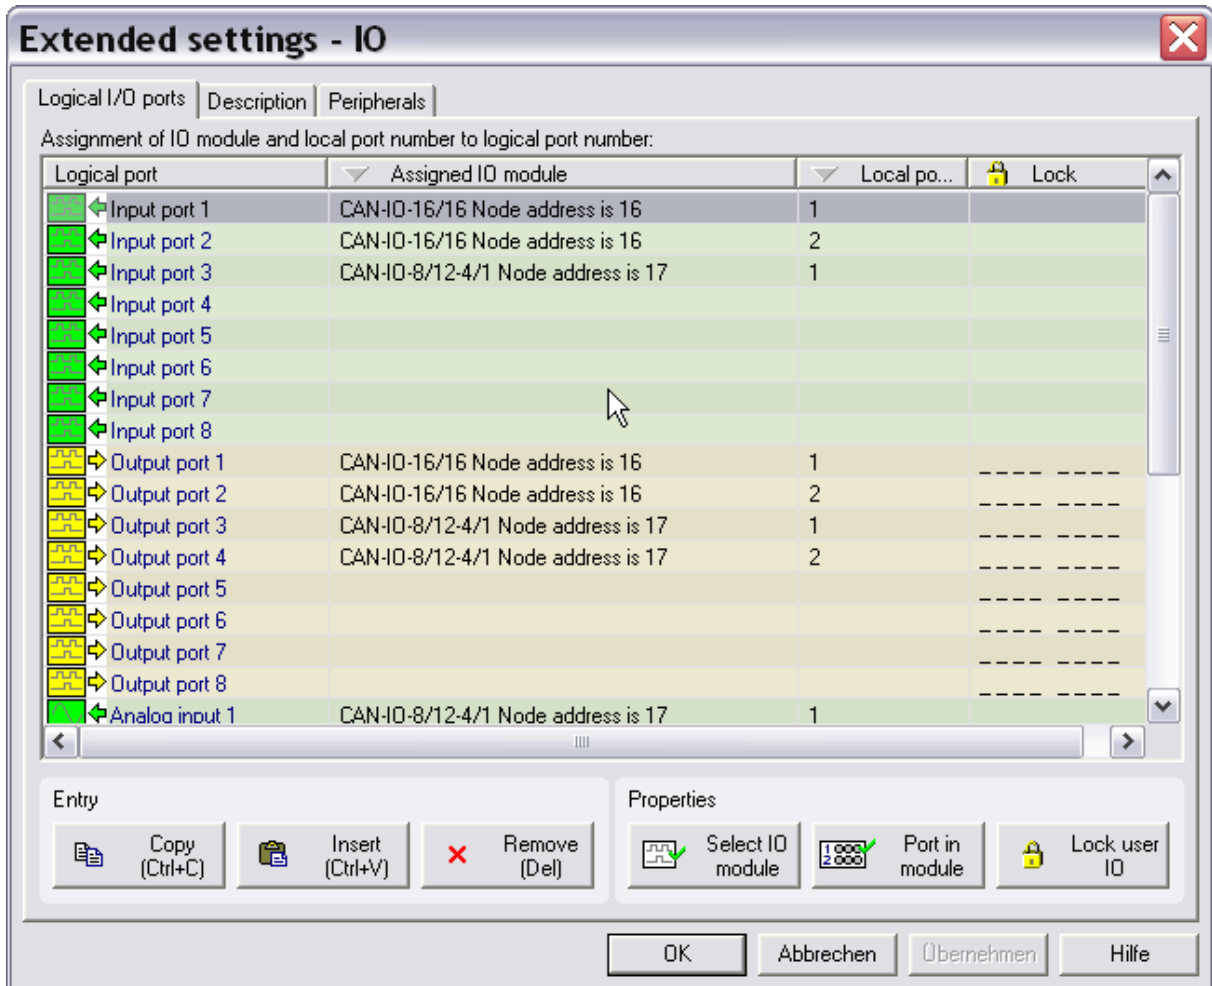 Extended settings - IO
Logical I/O ports Description Peripherals
Assignment of IO module and local port number to logical port number:
Logical port Assigned IO module Local po... Lock
Input port 1 CAN-IO-16/16 Node address is 16 1
Input port 2 CAN-IO-16/16 Node address is 16 2
Input port 3 CAN-IO-8/12-4/1 Node address is 17 1
Input port 4
Input port 5
Input port 6
Input port 7
Input port 8
Output port 1 CAN-IO-16/16 Node address is 16 1 _ _ _ _ _ _ _ _
Output port 2 CAN-IO-16/16 Node address is 16 2 _ _ _ _ _ _ _ _
Output port 3 CAN-IO-8/12-4/1 Node address is 17 1 _ _ _ _ _ _ _ _
Output port 4 CAN-IO-8/12-4/1 Node address is 17 2 _ _ _ _ _ _ _ _
Output port 5 _ _ _ _ _ _ _ _
Output port 6 _ _ _ _ _ _ _ _
Output port 7 _ _ _ _ _ _ _ _
Output port 8 _ _ _ _ _ _ _ _
Analog input 1 CAN-IO-8/12-4/1 Node address is 17 1
Entry
Copy
(Ctrl+C)
Insert
(Ctrl+V)
Remove
(Del)
Properties
Select IO
module
Port in
module
Lock user
IO
OK Abbrechen Übernehmen Hilfe